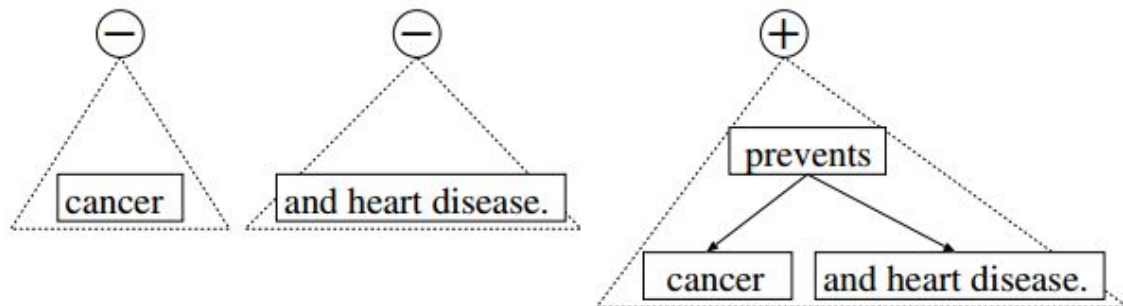 − − +
prevents
cancer and heart disease.
cancer and heart disease.